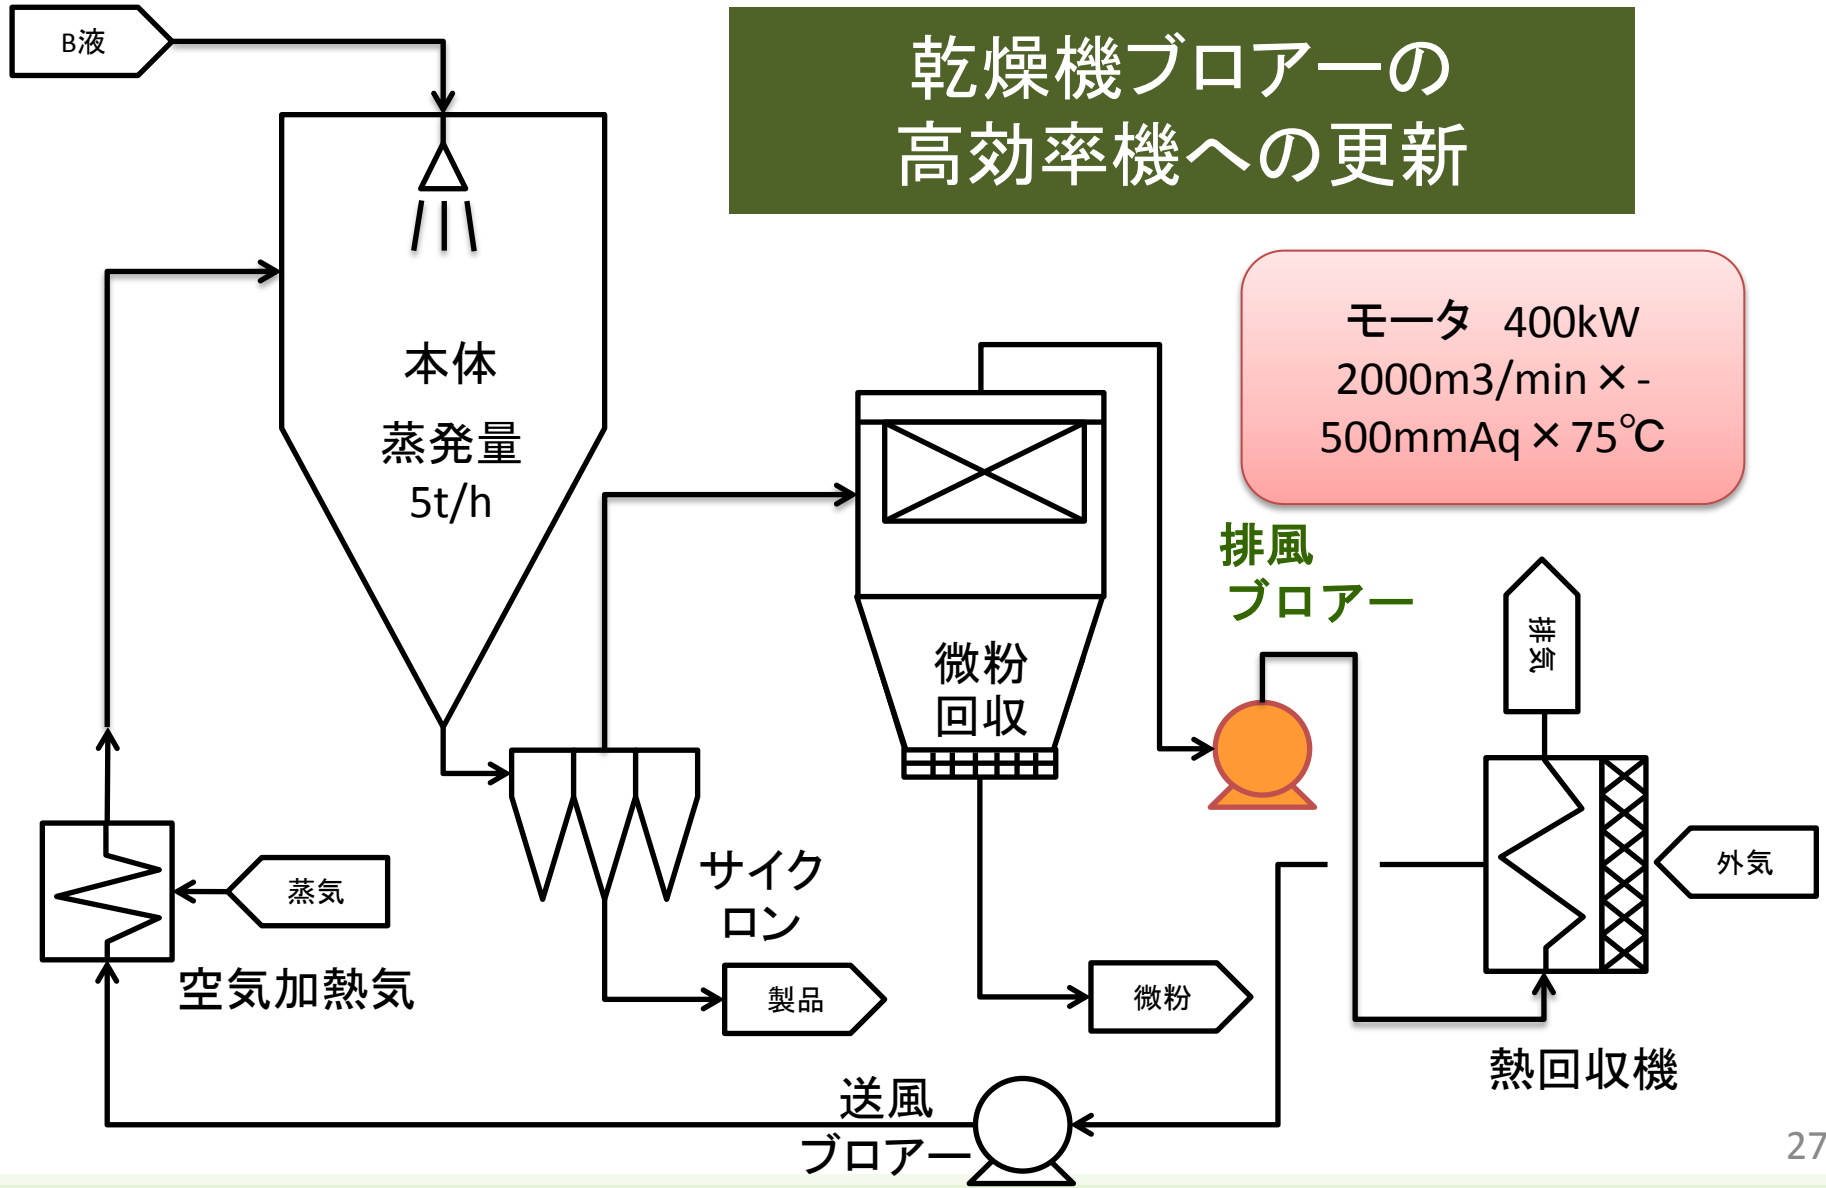 B液
乾燥機ブロアーの
高効率機への更新
モータ 400kW
2000m3/min × -
500mmAq × 75℃
本体
蒸発量
5t/h
排風
ブロアー
排気
微粉
回収
外気
蒸気
サイク
ロン
空気加熱気
製品
微粉
熱回収機
送風
ブロアー
27